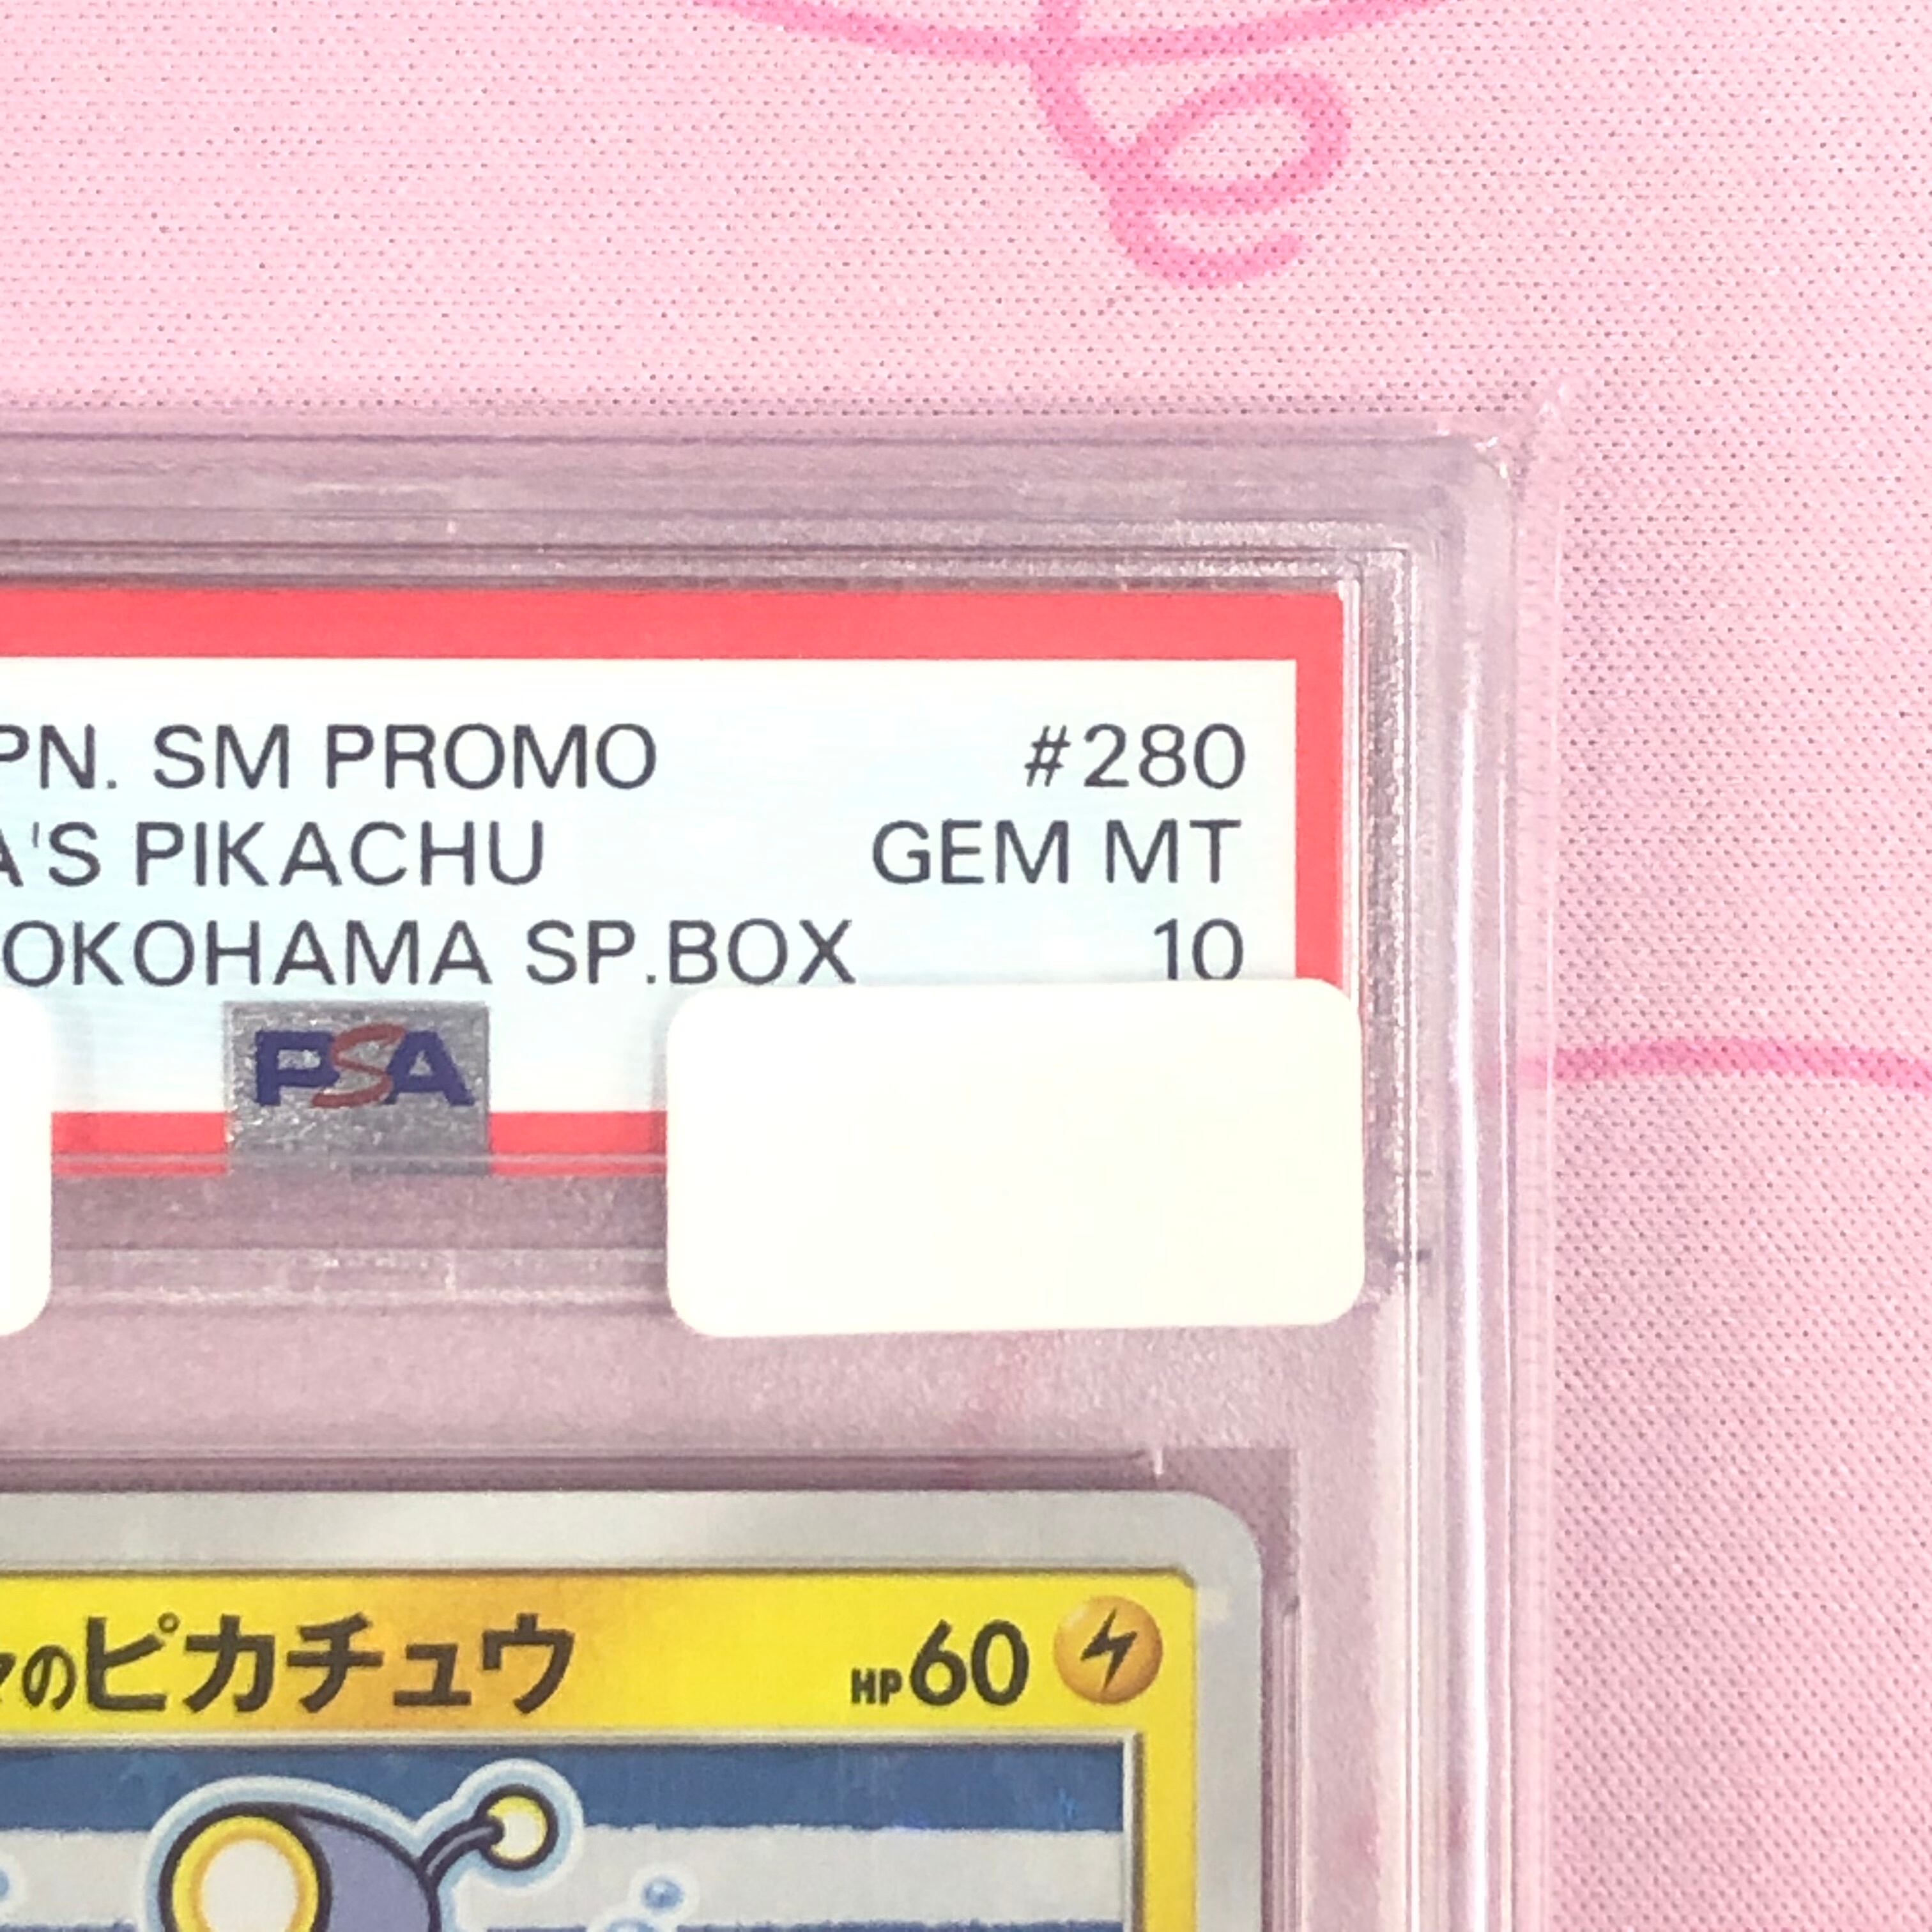 PN. SM PROMO #280
A'S PIKACHU GEM MT
OKOHAMA SP.BOX 10
PSA
のピカチュウ HP60